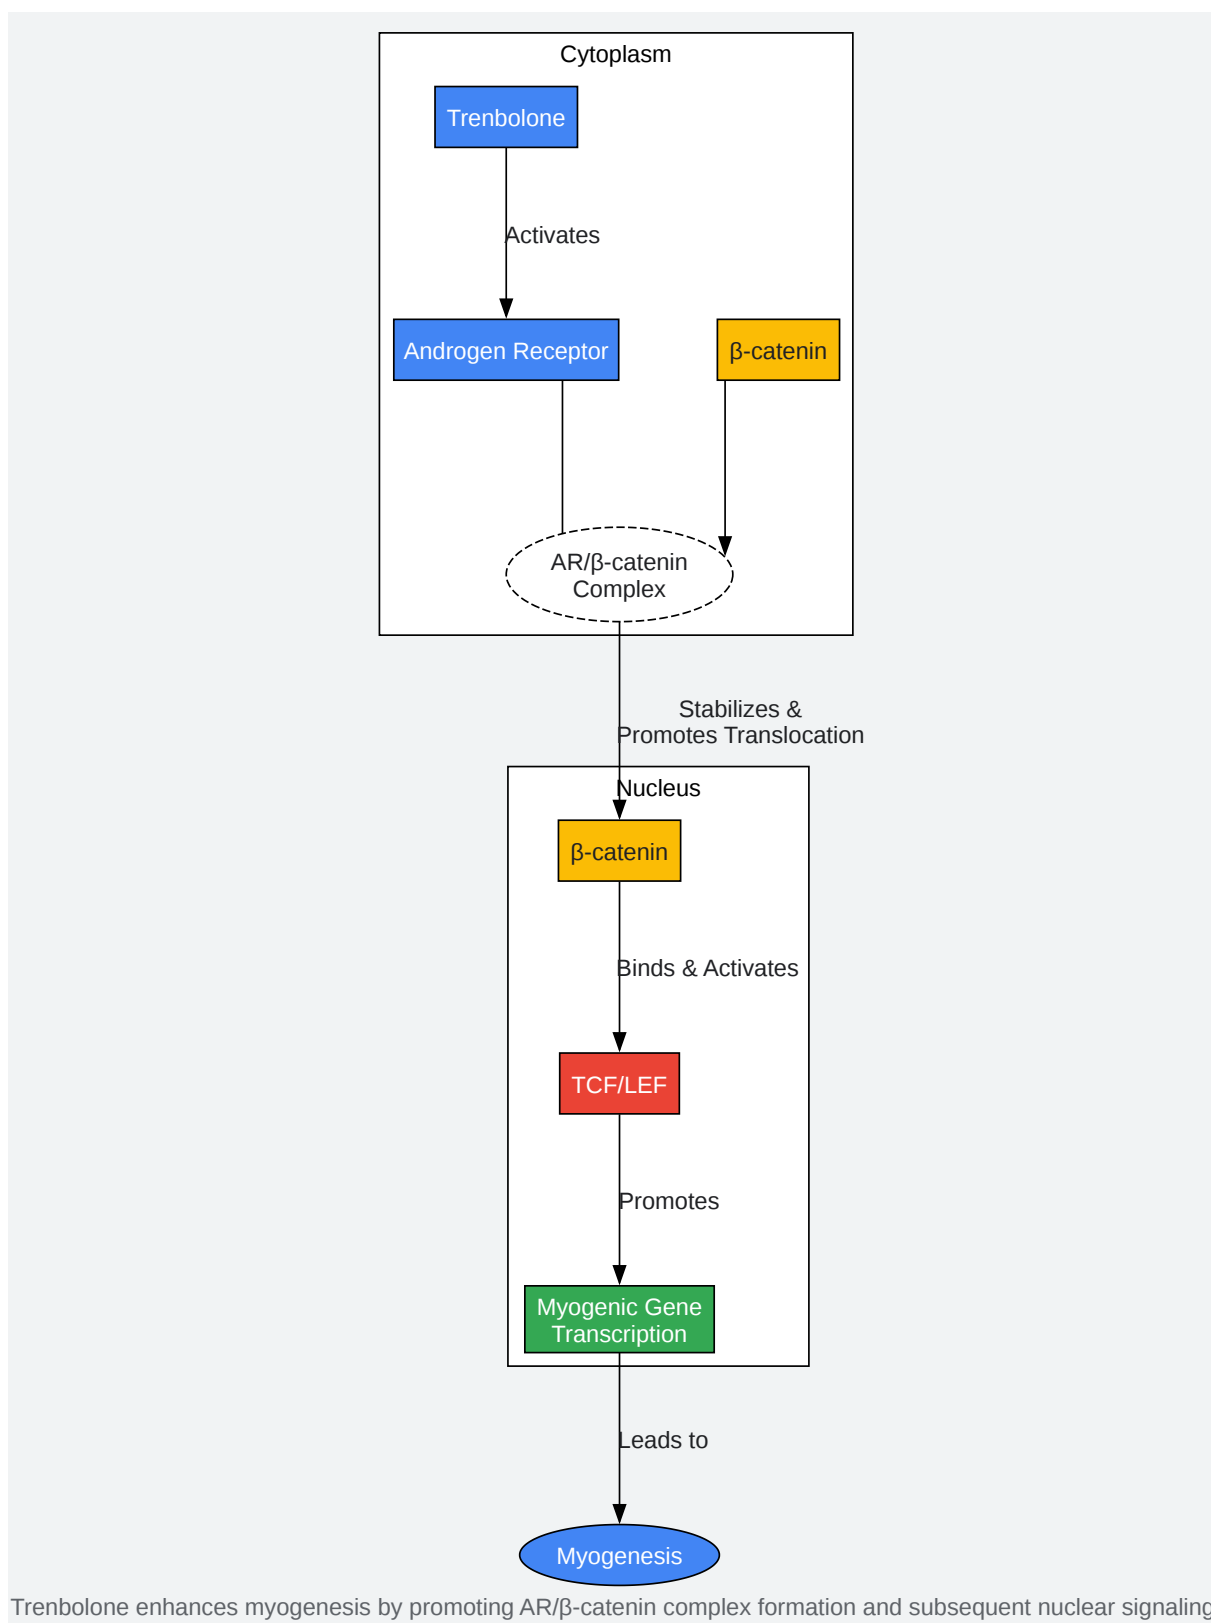 Cytoplasm
Trenbolone
Activates
Androgen Receptor
β-catenin
AR/β-catenin
Complex
Stabilizes &
Promotes Translocation
Nucleus
β-catenin
Binds & Activates
TCF/LEF
Promotes
Myogenic Gene
Transcription
Leads to
Myogenesis
Trenbolone enhances myogenesis by promoting AR/β-catenin complex formation and subsequent nuclear signaling